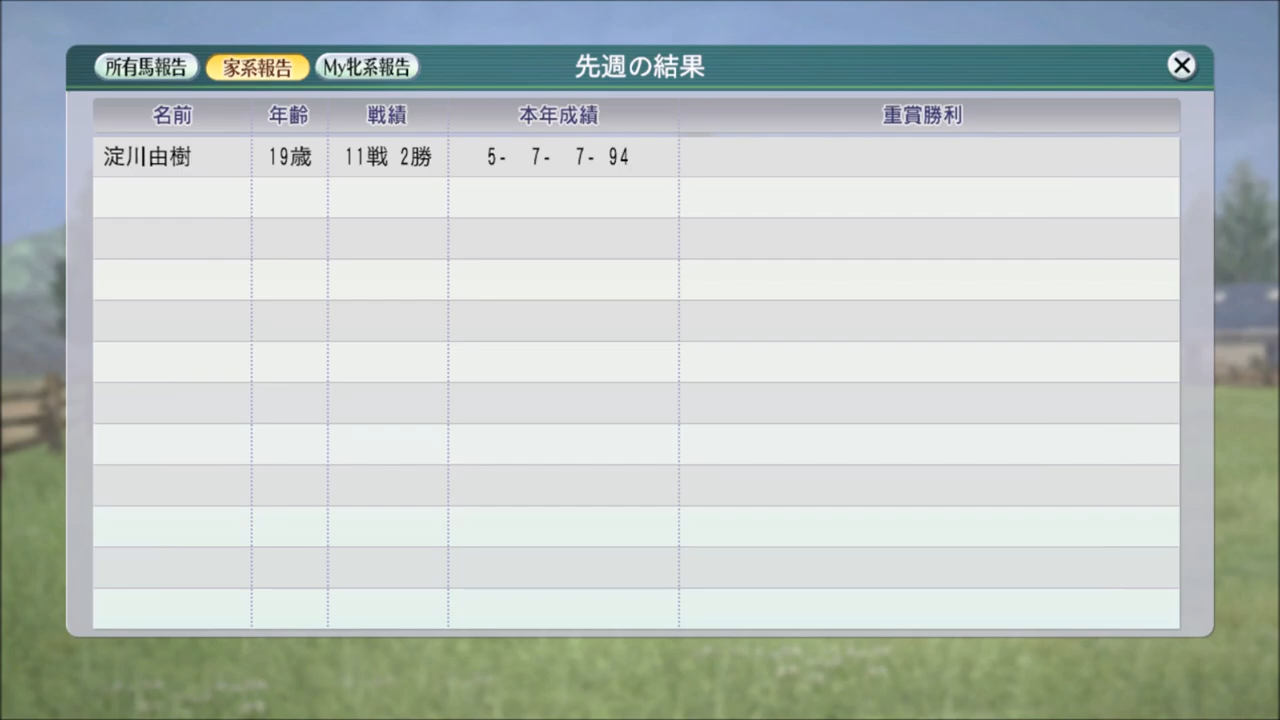 所有馬報告 家系報告 My牝系報告 先週の結果
名前 年齢 戦績 本年成績 重賞勝利
淀川由樹 19歳 11戦 2勝 5- 7- 7- 94